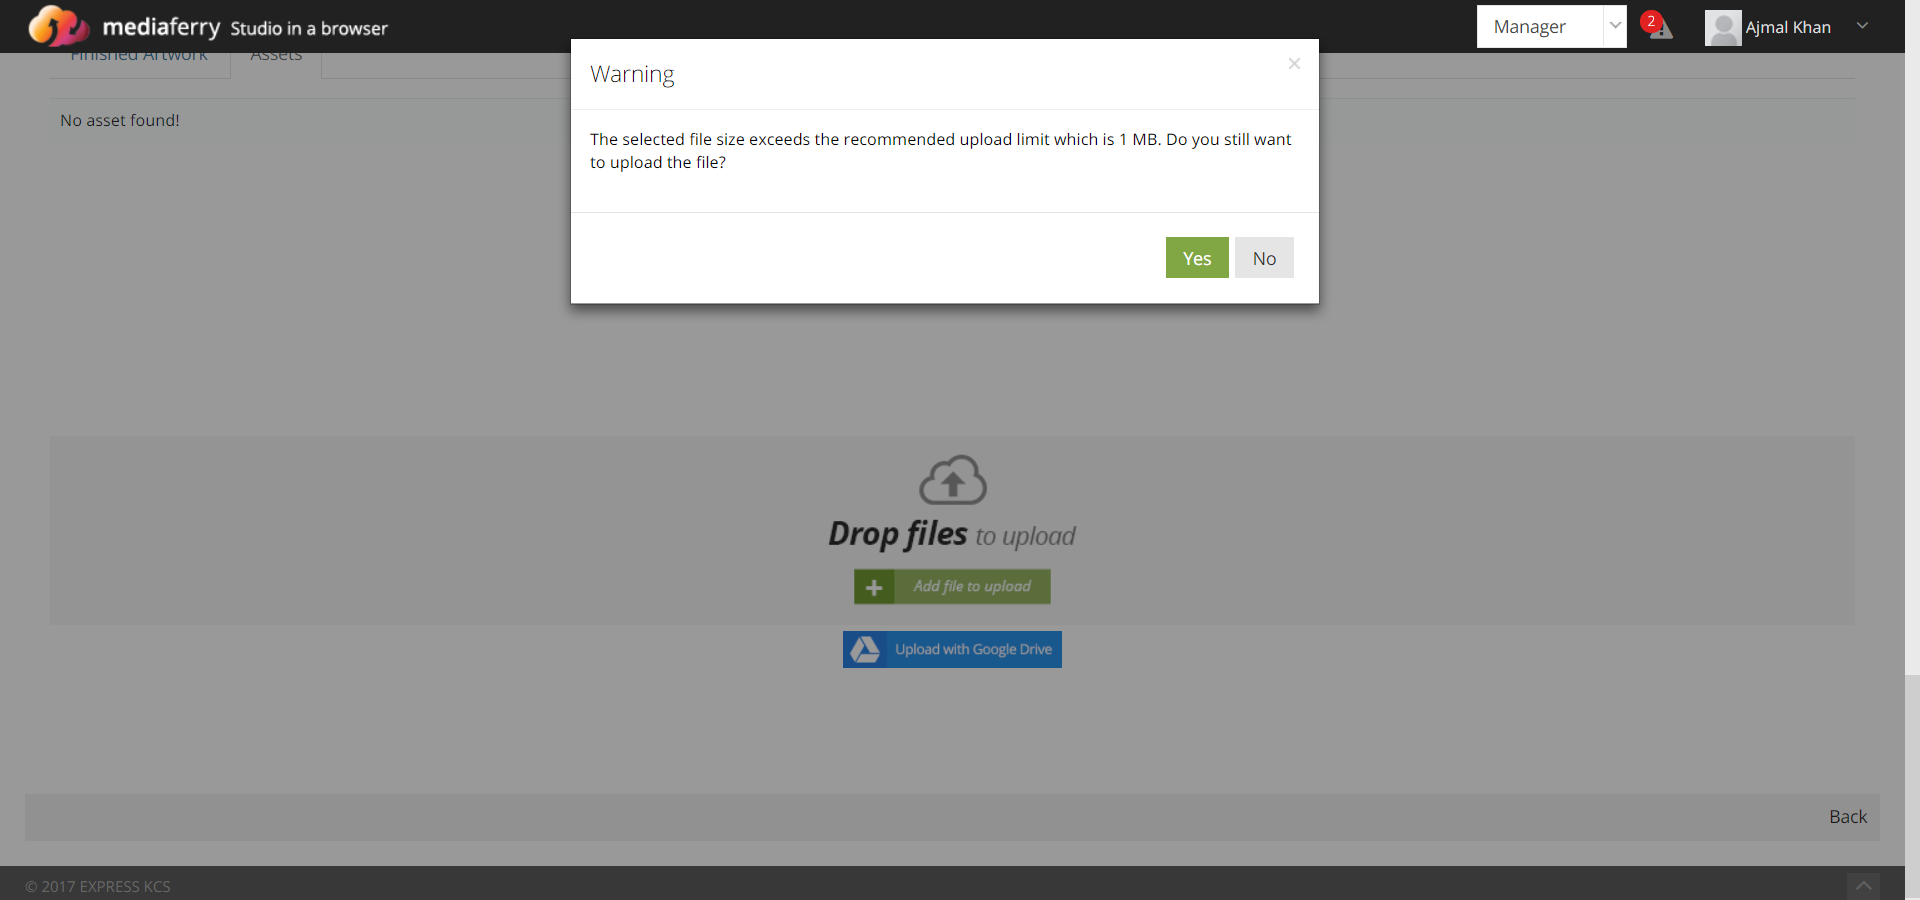 mediaferry Studio in a browser
Manager
2
Ajmal Khan
Finished Artwork
Assets
Warning
×
No asset found!
The selected file size exceeds the recommended upload limit which is 1 MB. Do you still want
to upload the file?
Yes
No
Drop files to upload
Add file to upload
Upload with Google Drive
Back
© 2017 EXPRESS KCS